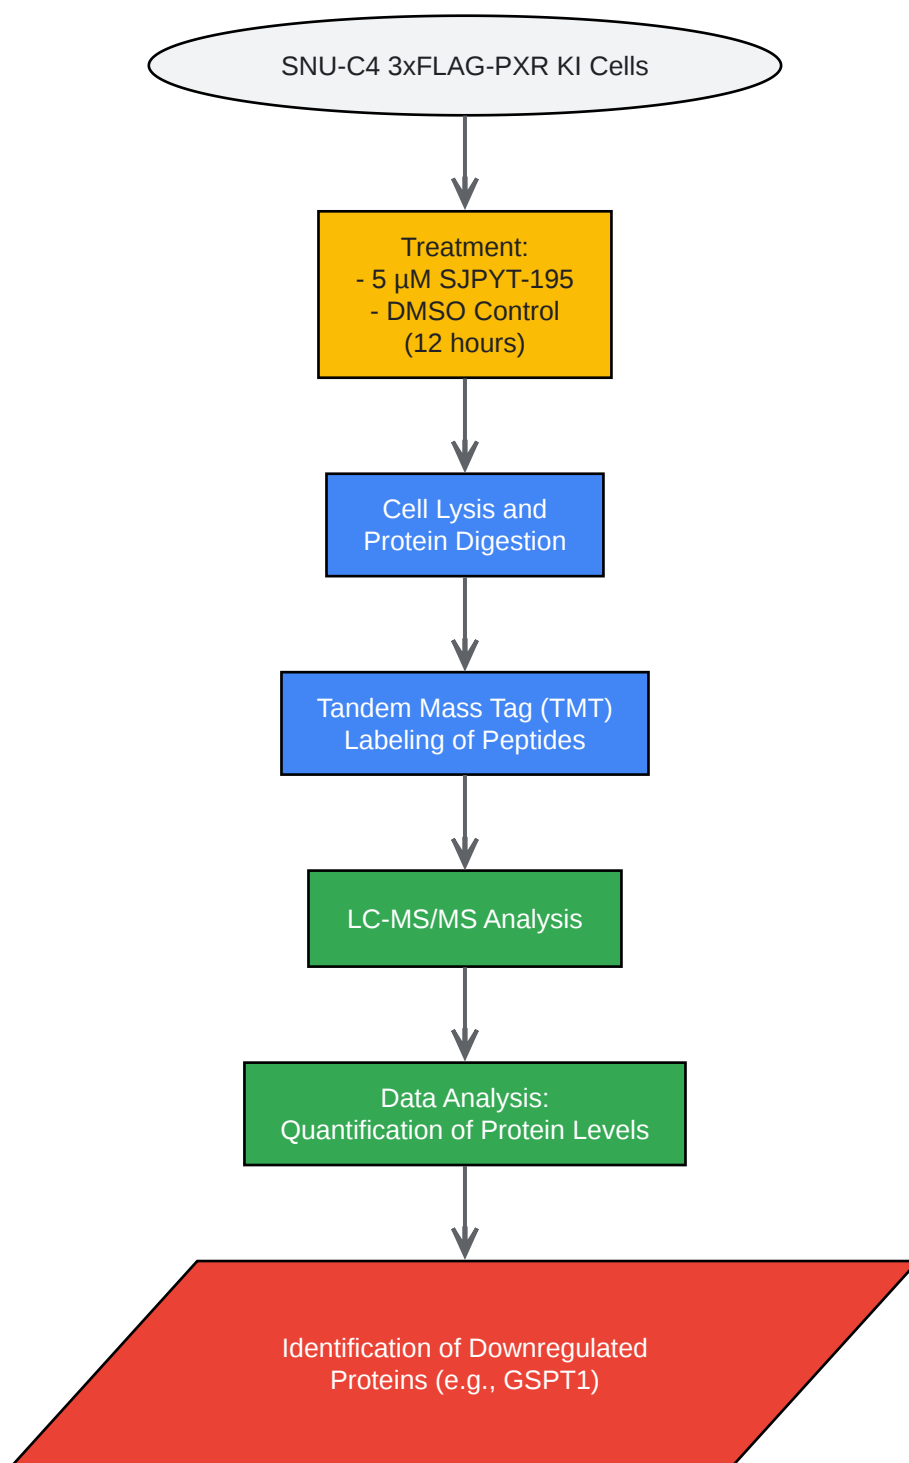 SNU-C4 3xFLAG-PXR KI Cells
Treatment:
- 5 µM SJPYT-195
- DMSO Control
(12 hours)
Cell Lysis and
Protein Digestion
Tandem Mass Tag (TMT)
Labeling of Peptides
LC-MS/MS Analysis
Data Analysis:
Quantification of Protein Levels
Identification of Downregulated
Proteins (e.g., GSPT1)